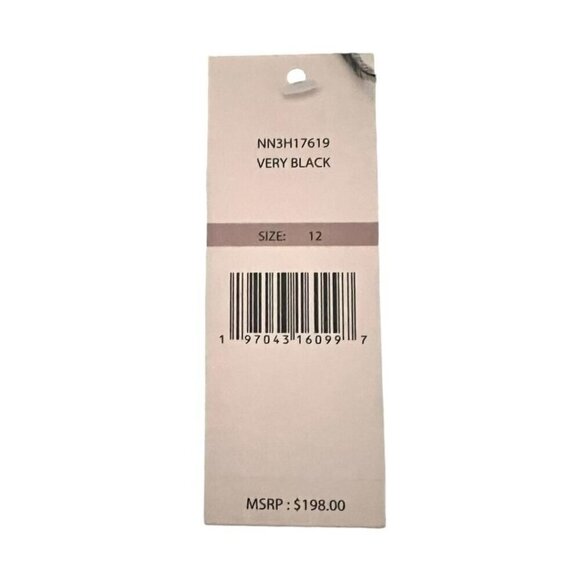 NN3H17619
VERY BLACK
SIZE: 12
1 97043 16099 7
MSRP : $198.00